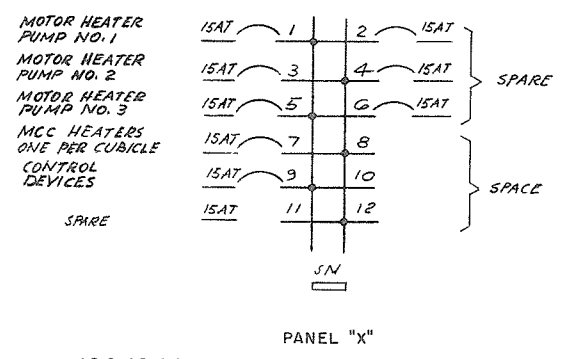 MOTOR HEATER
PUMP NO. 1
15AT 1 2 15AT
MOTOR HEATER
PUMP NO. 2
15AT 3 4 15AT
SPARE
MOTOR HEATER
PUMP NO. 3
15AT 5 6 15AT
MCC HEATERS
ONE PER CUBICLE
15AT 7 8
CONTROL
DEVICES
15AT 9 10
SPACE
SPARE
15AT 11 12
SN
PANEL "X"